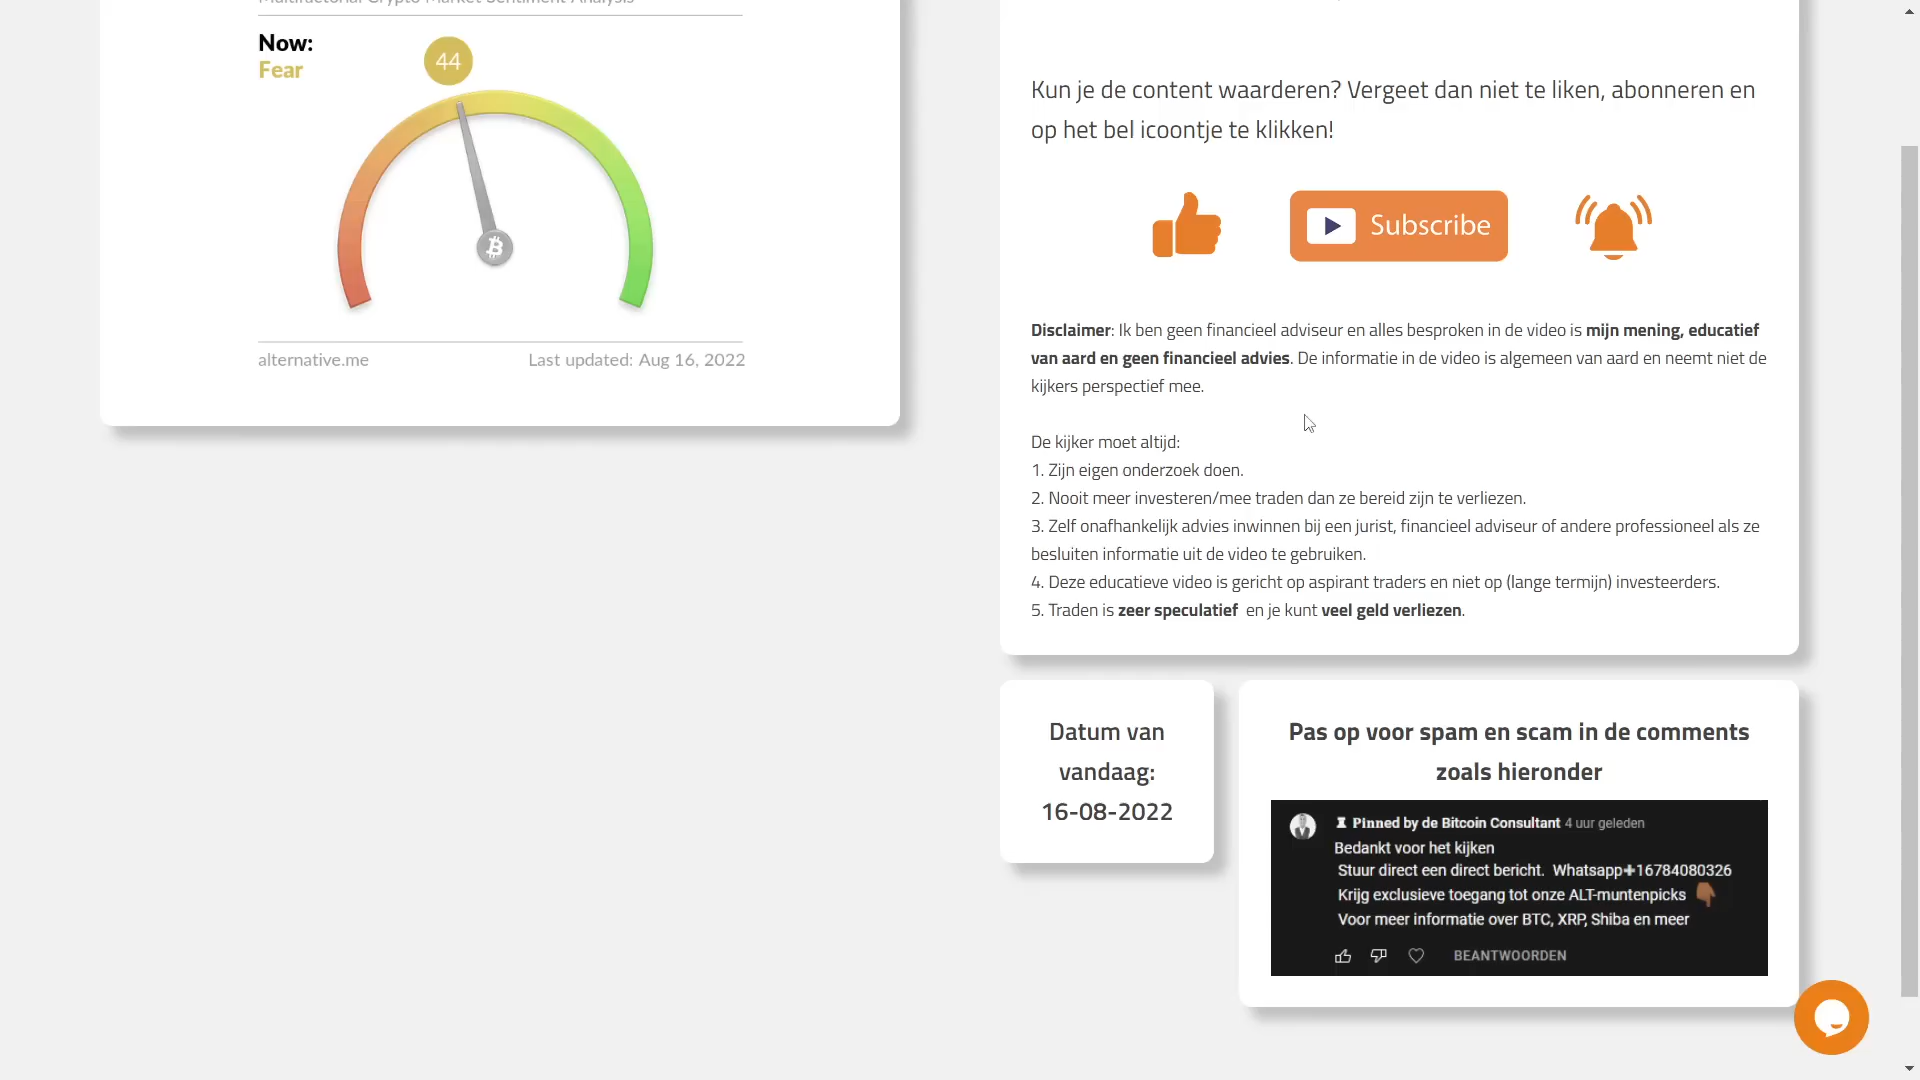 Multifactorial Crypto Market Sentiment Analysis
Now:
Fear
44
alternative.me
Last updated: Aug 16, 2022
Kun je de content waarderen? Vergeet dan niet te liken, abonneren en
op het bel icoontje te klikken!
Subscribe
Disclaimer: Ik ben geen financieel adviseur en alles besproken in de video is mijn mening, educatief
van aard en geen financieel advies. De informatie in de video is algemeen van aard en neemt niet de
kijkers perspectief mee.
De kijker moet altijd:
1. Zijn eigen onderzoek doen.
2. Nooit meer investeren/mee traden dan ze bereid zijn te verliezen.
3. Zelf onafhankelijk advies inwinnen bij een jurist, financieel adviseur of andere professioneel als ze
besluiten informatie uit de video te gebruiken.
4. Deze educatieve video is gericht op aspirant traders en niet op (lange termijn) investeerders.
5. Traden is zeer speculatief en je kunt veel geld verliezen.
Datum van
vandaag:
16-08-2022
Pas op voor spam en scam in de comments
zoals hieronder
Pinned by de Bitcoin Consultant 4 uur geleden
Bedankt voor het kijken
Stuur direct een direct bericht. Whatsapp+16784080326
Krijg exclusieve toegang tot onze ALT-muntenpicks
Voor meer informatie over BTC, XRP, Shiba en meer
BEANTWOORDEN